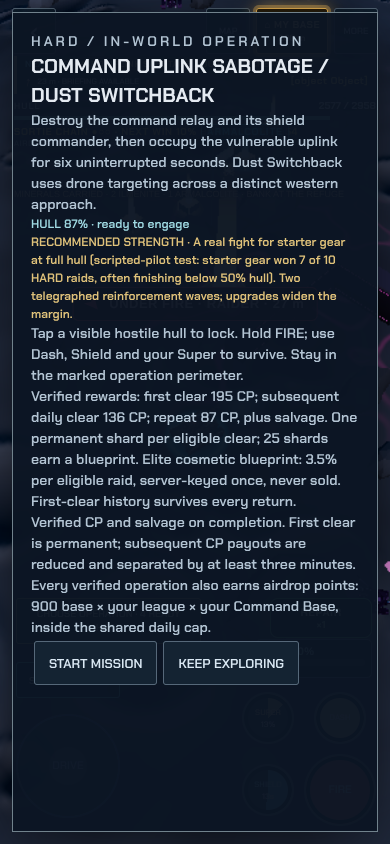 HARD / IN-WORLD OPERATION
COMMAND UPLINK SABOTAGE /
DUST SWITCHBACK
Destroy the command relay and its shield
commander, then occupy the vulnerable uplink
for six uninterrupted seconds. Dust Switchback
uses drone targeting across a distinct western
approach.
HULL 87% · ready to engage
RECOMMENDED STRENGTH · A real fight for starter gear
at full hull (scripted-pilot test: starter gear won 7 of 10
HARD raids, often finishing below 50% hull). Two
telegraphed reinforcement waves; upgrades widen the
margin.
Tap a visible hostile hull to lock. Hold FIRE; use
Dash, Shield and your Super to survive. Stay in
the marked operation perimeter.
Verified rewards: first clear 195 CP; subsequent
daily clear 136 CP; repeat 87 CP, plus salvage. One
permanent shard per eligible clear; 25 shards
earn a blueprint. Elite cosmetic blueprint: 3.5%
per eligible raid, server-keyed once, never sold.
First-clear history survives every return.
Verified CP and salvage on completion. First clear
is permanent; subsequent CP payouts are
reduced and separated by at least three minutes.
Every verified operation also earns airdrop points:
900 base × your league × your Command Base,
inside the shared daily cap.
START MISSION
KEEP EXPLORING